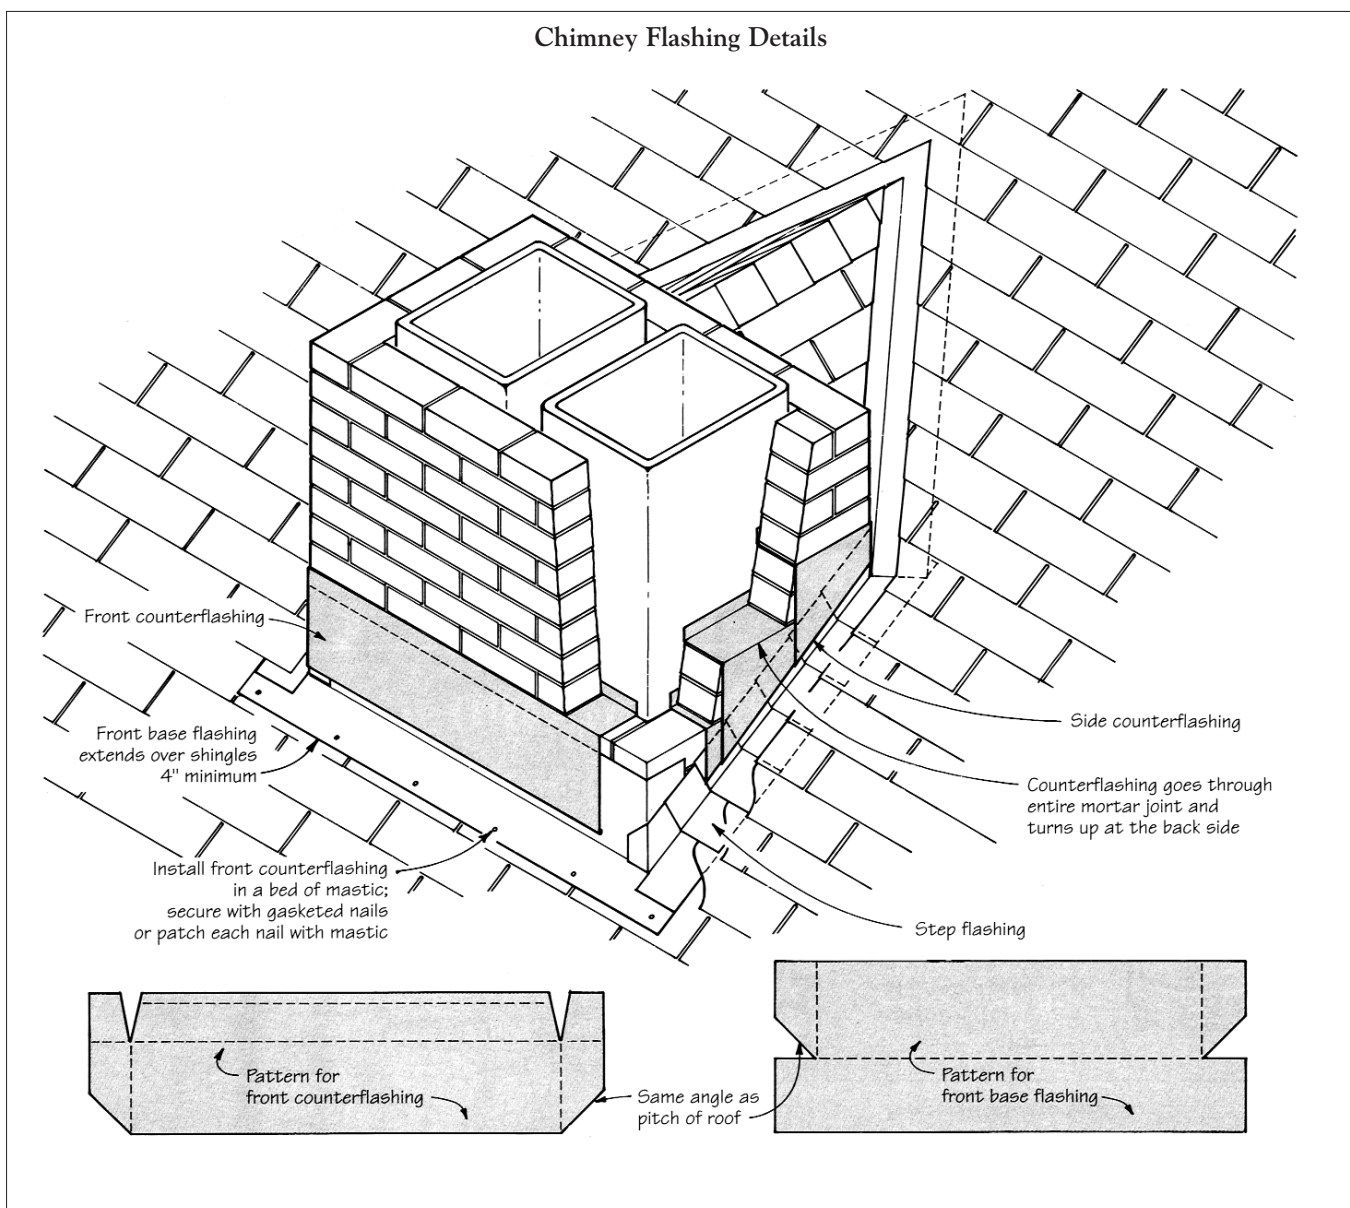 Chimney Flashing Details
Front counterflashing
Front base flashing
extends over shingles
4" minimum
Install front counterflashing
in a bed of mastic;
secure with gasketed nails
or patch each nail with mastic
Side counterflashing
Counterflashing goes through
entire mortar joint and
turns up at the back side
Step flashing
Pattern for
front counterflashing
Same angle as
pitch of roof
Pattern for
front base flashing